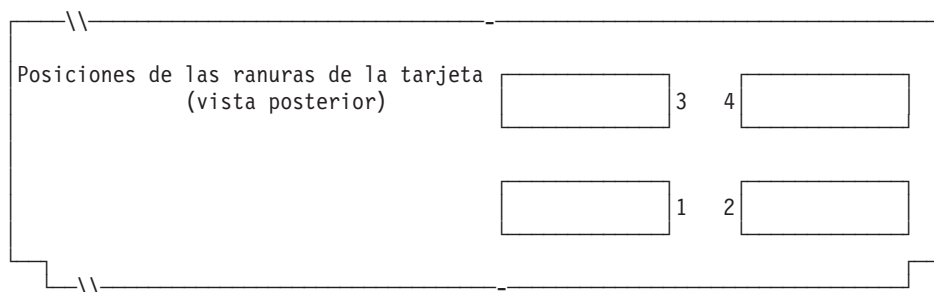 Posiciones de las ranuras de la tarjeta
(vista posterior)
3 4
1 2